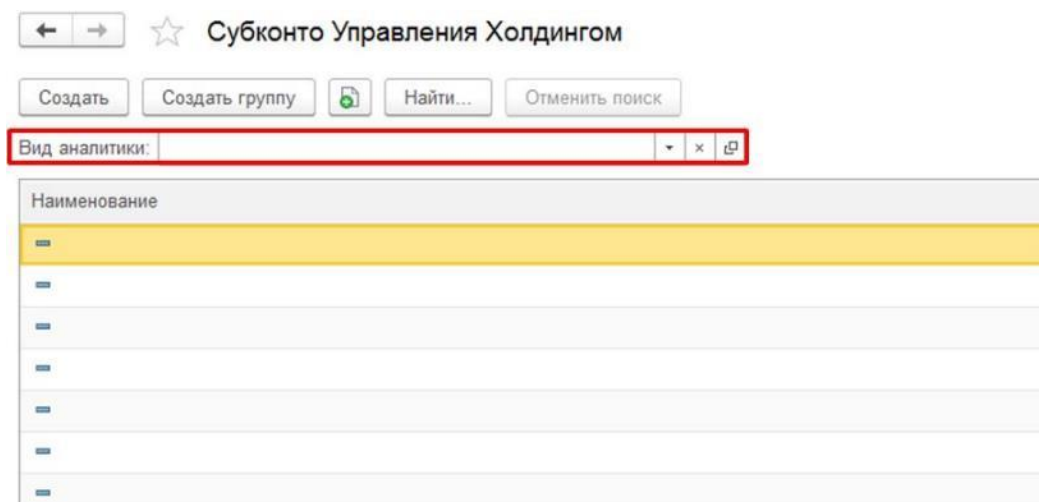 Субконто Управления Холдингом
Создать Создать группу Найти... Отменить поиск
Вид аналитики:
Наименование